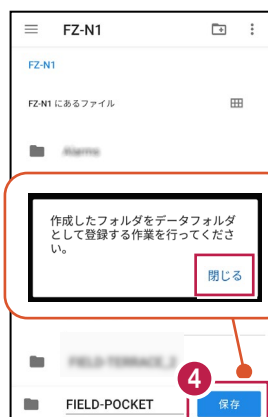 FZ-N1
FZ-N1
FZ-N1 にあるファイル
作成したフォルダをデータフォルダ
として登録する作業を行ってくださ
い。
閉じる
4
FIELD-POCKET
保存